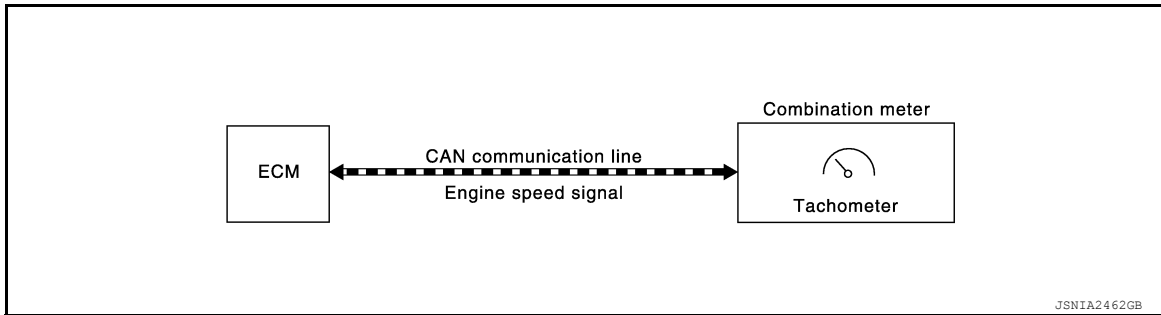 Combination meter
ECM
CAN communication line
Engine speed signal
Tachometer
JSNIA2462GB